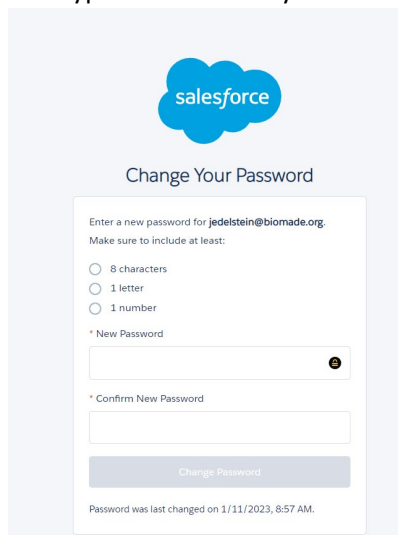 salesforce
Change Your Password
Enter a new password for jedelstein@biomade.org.
Make sure to include at least:
8 characters
1 letter
1 number
* New Password
* Confirm New Password
Change Password
Password was last changed on 1/11/2023, 8:57 AM.